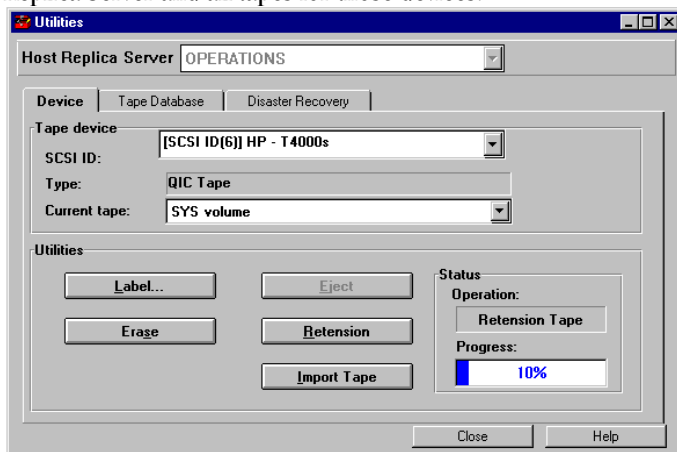 Utilities
Host Replica Server OPERATIONS
Device Tape Database Disaster Recovery
Tape device
SCSI ID: [SCSI ID(6)] HP - T4000s
Type: QIC Tape
Current tape: SYS volume
Utilities
Label... Eject
Erase Retension
Import Tape
Status
Operation:
Retension Tape
Progress:
10%
Close Help